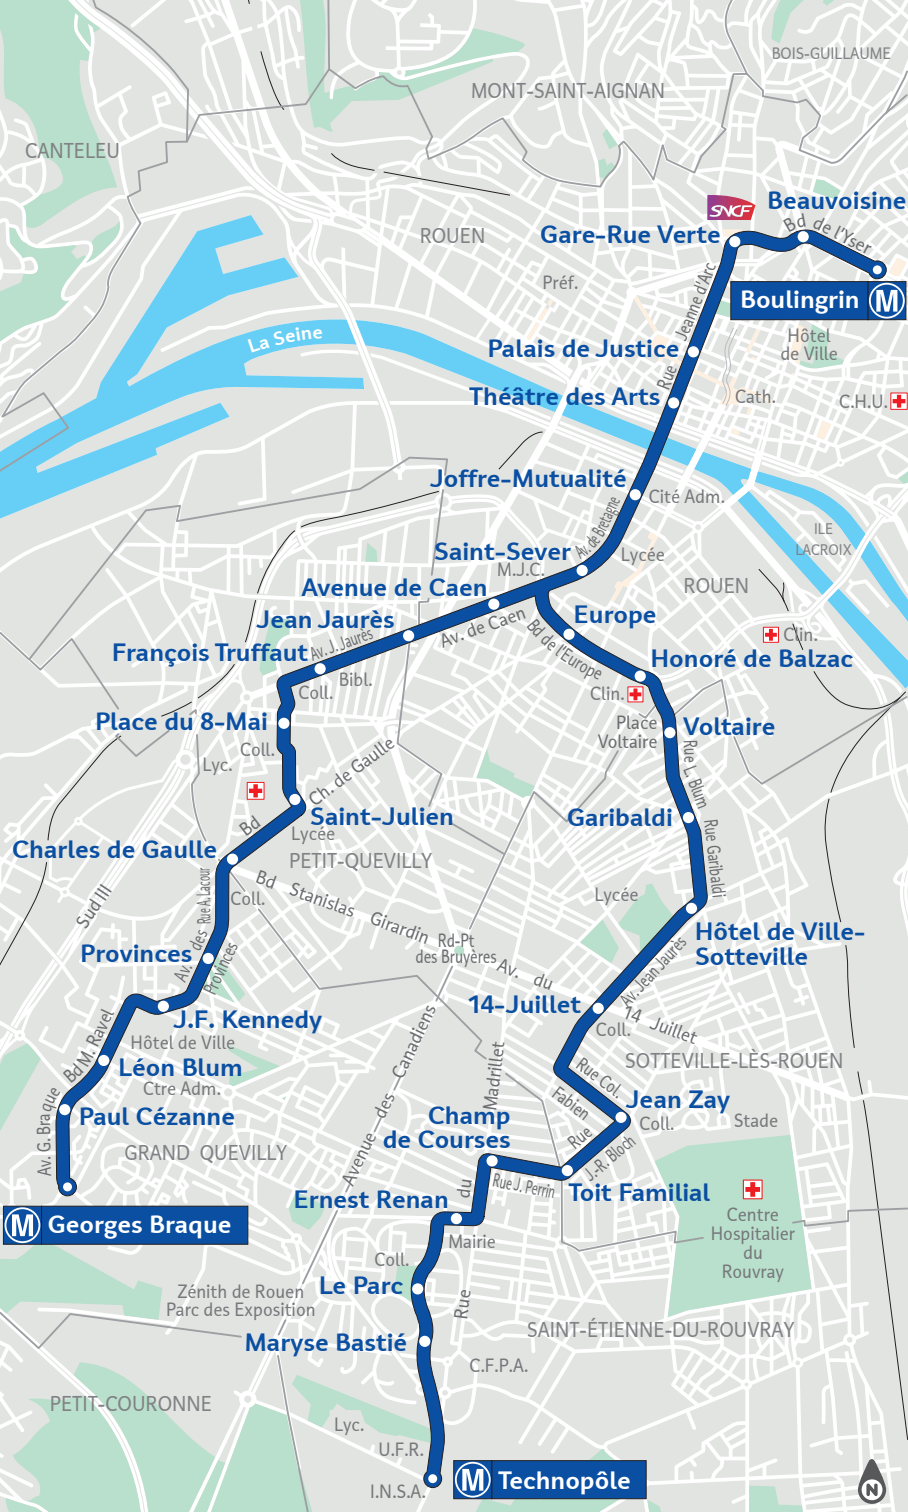 BOIS-GUILLAUME
MONT-SAINT-AIGNAN
CANTELEU
SNCF
Beauvoisine
Bd de l'Yser
ROUEN
Gare-Rue Verte
Préf.
Boulingrin M
Rue Jeanne d'Arc
La Seine
Hôtel
de Ville
Palais de Justice
Théâtre des Arts
Cath.
C.H.U.
Joffre-Mutualité
Cité Adm.
Av. de Bretagne
ILE
LACROIX
Saint-Sever
Lycée
M.J.C.
ROUEN
Avenue de Caen
Europe
Jean Jaurès
Av. de Caen
Bd de l'Europe
Clin.
Av. J. Jaurès
François Truffaut
Honoré de Balzac
Bibl.
Coll.
Clin.
Place du 8-Mai
Place
Voltaire
Voltaire
Coll.
Lyc.
Ch. de Gaulle
Rue L. Blum
Saint-Julien
Garibaldi
Bd
Lycée
Rue Garibaldi
Charles de Gaulle
PETIT-QUEVILLY
Bd Stanislas Girardin
Rue A. Lacour
Coll.
Sud III
Lycée
Hôtel de Ville-
Sotteville
Rd-Pt
des Bruyères
Provinces
Av. des Provinces
Av. du 14 Juillet
Av. Jean Jaurès
14-Juillet
J.F. Kennedy
Coll.
Hôtel de Ville
Bd M. Ravel
SOTTEVILLE-LÈS-ROUEN
Léon Blum
Ctre Adm.
Rue Col. Fabien
Jean Zay
Avenue des Canadiens
Paul Cézanne
Champ
de Courses
Coll.
Stade
Av. G. Braque
GRAND QUEVILLY
Rue J.-R. Bloch
Rue J. Perrin
Toit Familial
M Georges Braque
Ernest Renan
Centre
Hospitalier
du
Rouvray
Mairie
Coll.
Rue du Madrillet
Le Parc
Zénith de Rouen
Parc des Exposition
SAINT-ÉTIENNE-DU-ROUVRAY
Maryse Bastié
C.F.P.A.
PETIT-COURONNE
Lyc.
U.F.R.
M Technopôle
I.N.S.A.
N